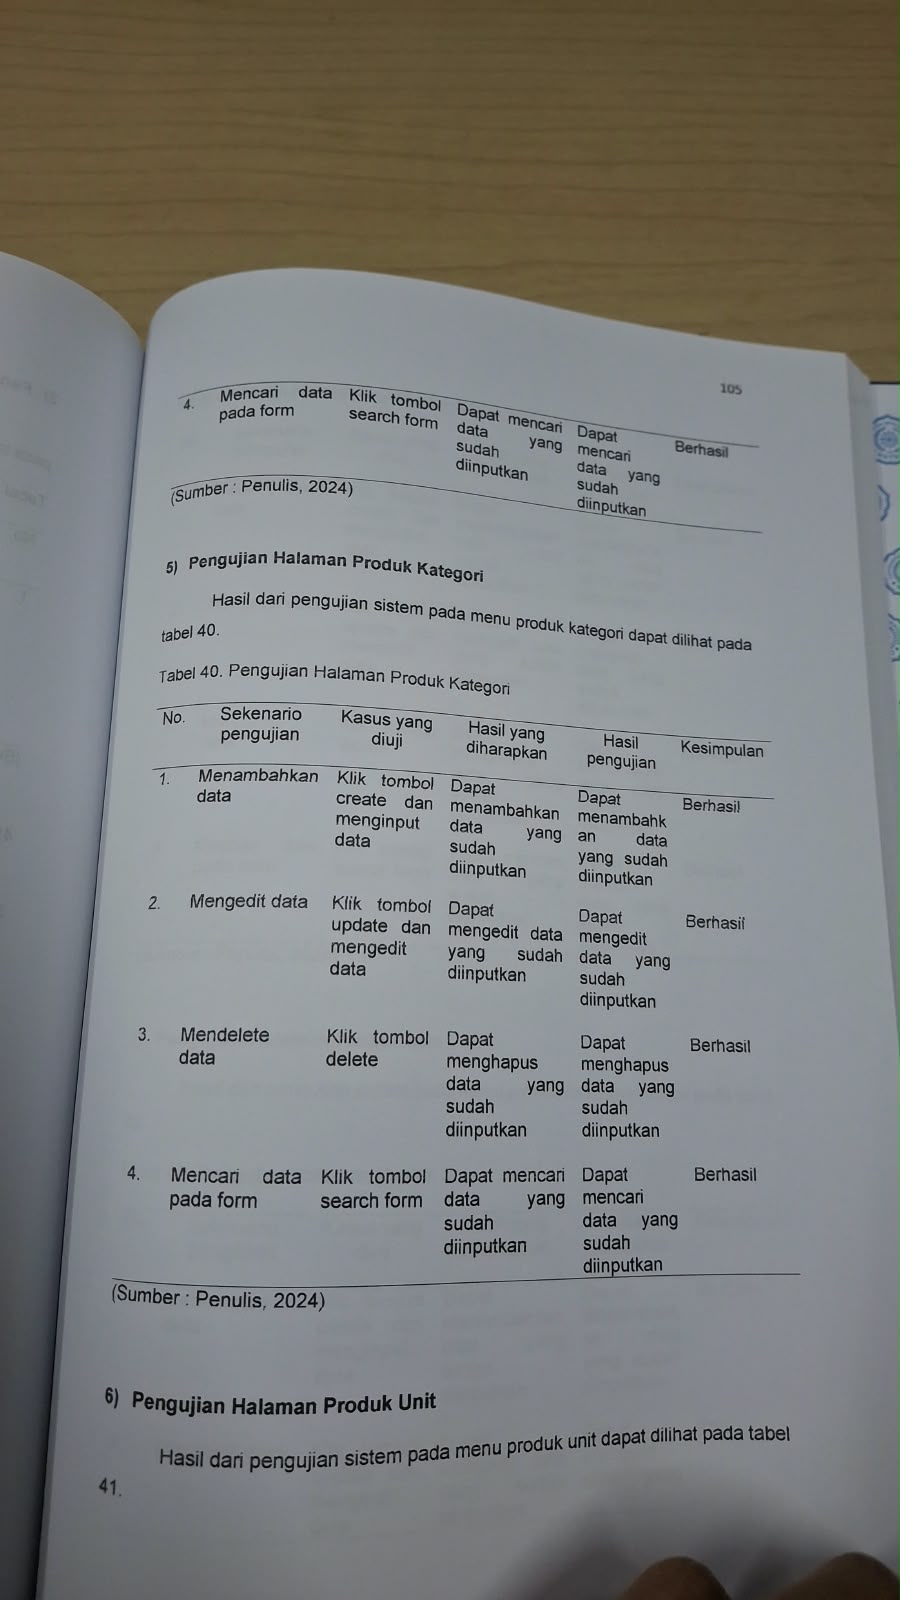 105
4. Mencari data Klik tombol Dapat mencari Dapat Berhasil
pada form search form data yang mencari
sudah data yang
diinputkan sudah
diinputkan
(Sumber : Penulis, 2024)
5) Pengujian Halaman Produk Kategori
Hasil dari pengujian sistem pada menu produk kategori dapat dilihat pada
tabel 40.
Tabel 40. Pengujian Halaman Produk Kategori
No. Sekenario Kasus yang Hasil yang Hasil Kesimpulan
pengujian diuji diharapkan pengujian
1. Menambahkan Klik tombol Dapat Dapat Berhasil
data create dan menambahkan menambahk
menginput data yang an data
data sudah yang sudah
diinputkan diinputkan
2. Mengedit data Klik tombol Dapat Dapat Berhasil
update dan mengedit data mengedit
mengedit yang sudah data yang
data diinputkan sudah
diinputkan
3. Mendelete Klik tombol Dapat Dapat Berhasil
data delete menghapus menghapus
data yang data yang
sudah sudah
diinputkan diinputkan
4. Mencari data Klik tombol Dapat mencari Dapat Berhasil
pada form search form data yang mencari
sudah data yang
diinputkan sudah
diinputkan
(Sumber : Penulis, 2024)
6) Pengujian Halaman Produk Unit
Hasil dari pengujian sistem pada menu produk unit dapat dilihat pada tabel
41.